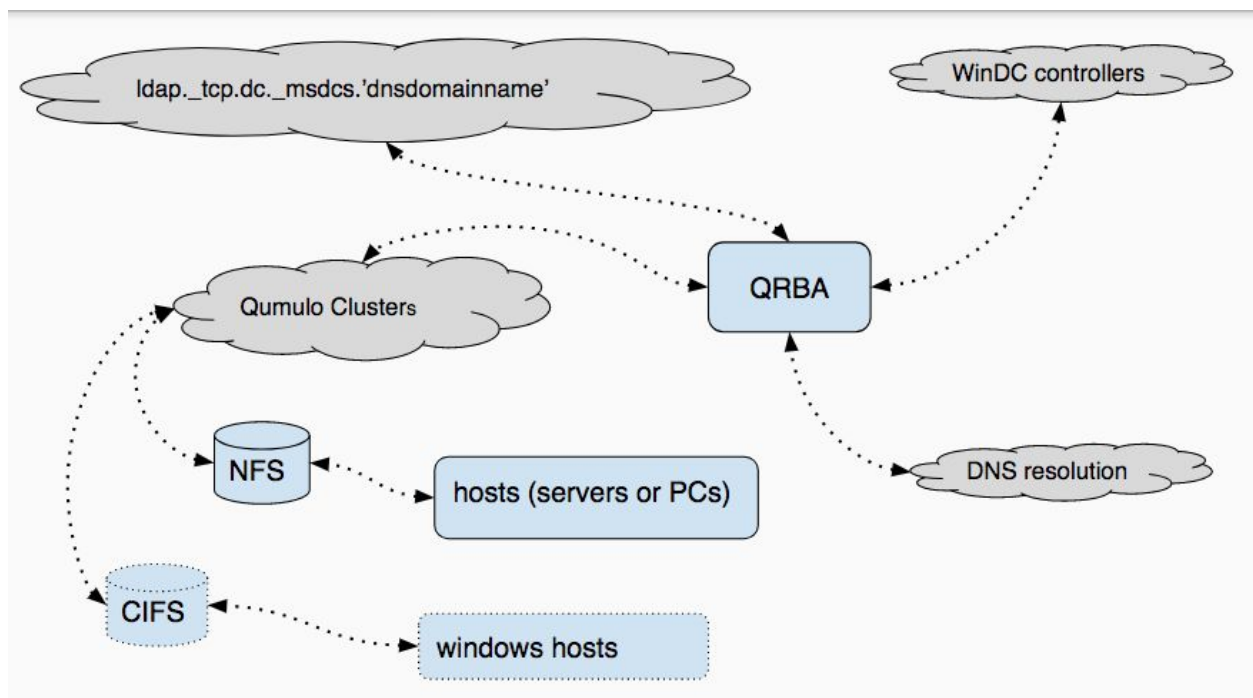 ldap._tcp.dc._msdcs.’dnsdomainname’
WinDC controllers
QRBA
Qumulo Clusters
NFS
hosts (servers or PCs)
DNS resolution
CIFS
windows hosts